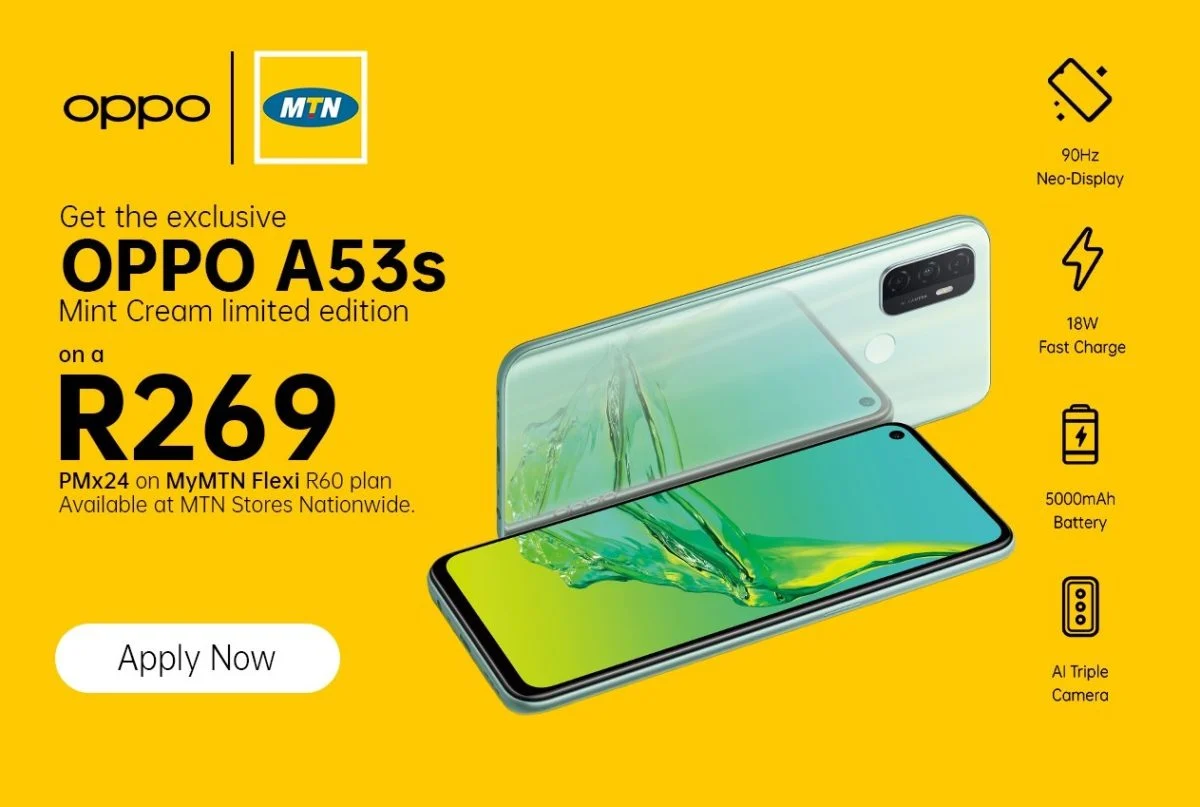 oppo
MTN
Get the exclusive
OPPO A53s
Mint Cream limited edition
on a
R269
PMx24 on MyMTN Flexi R60 plan
Available at MTN Stores Nationwide.
Apply Now
90Hz
Neo-Display
18W
Fast Charge
5000mAh
Battery
AI Triple
Camera